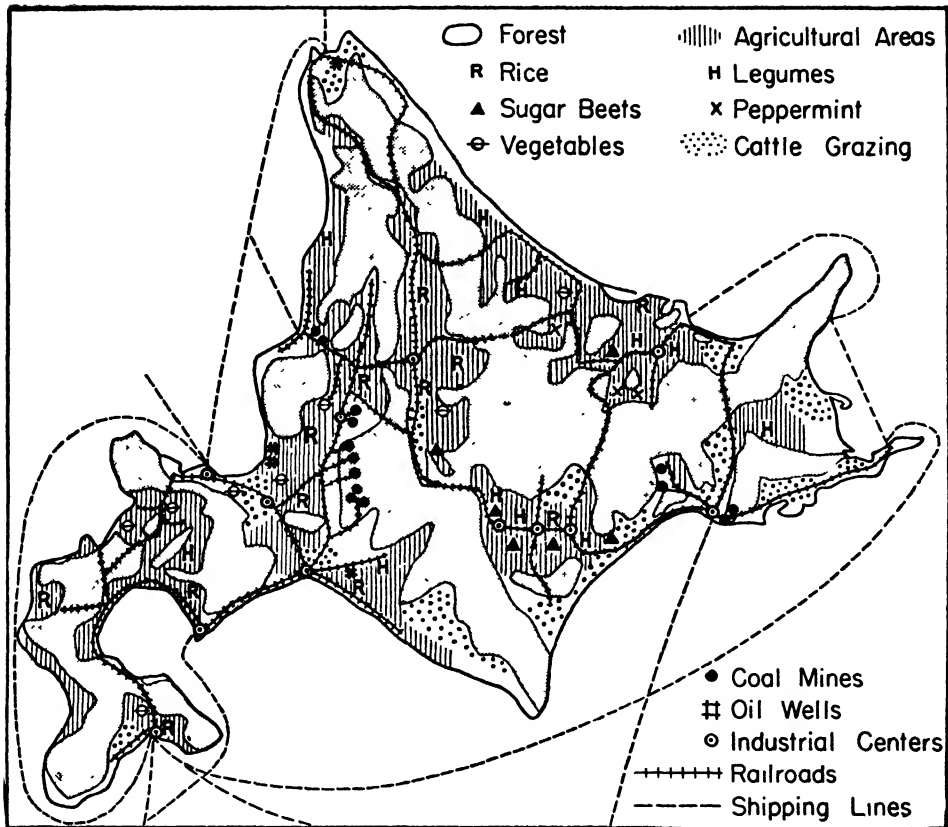 Forest
Agricultural Areas
R Rice
H Legumes
Sugar Beets
x Peppermint
Vegetables
Cattle Grazing
Coal Mines
Oil Wells
Industrial Centers
Railroads
Shipping Lines